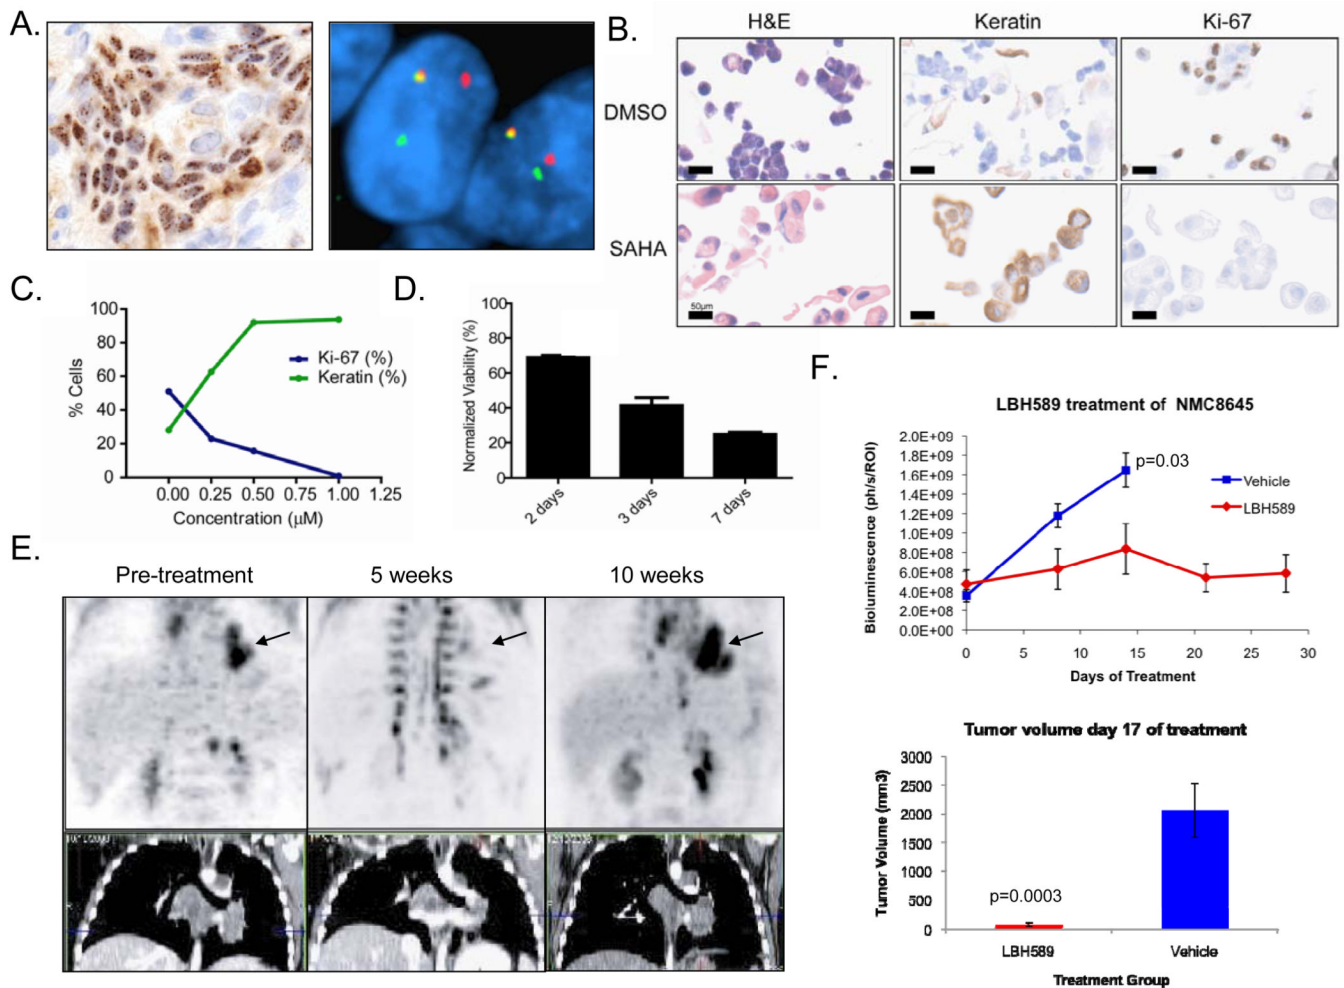 A.
B.
H&E
Keratin
Ki-67
DMSO
SAHA
50μm
C.
% Cells
100
80
60
40
20
0
0.00
0.25
0.50
0.75
1.00
1.25
Concentration (μM)
Ki-67 (%)
Keratin (%)
D.
Normalized Viability (%)
100
80
60
40
20
0
2 days
3 days
7 days
E.
Pre-treatment
5 weeks
10 weeks
F.
LBH589 treatment of NMC8645
Bioluminescence (ph/s/ROI)
2.0E+09
1.8E+09
1.6E+09
1.4E+09
1.2E+09
1.0E+09
8.0E+08
6.0E+08
4.0E+08
2.0E+08
0.0E+00
0
5
10
15
20
25
30
Days of Treatment
p=0.03
Vehicle
LBH589
Tumor volume day 17 of treatment
Tumor Volume (mm3)
3000
2500
2000
1500
1000
500
0
p=0.0003
LBH589
Vehicle
Treatment Group